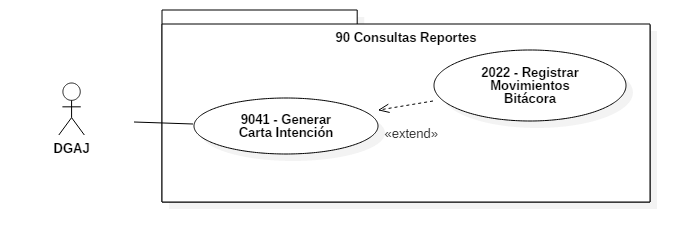 90 Consultas Reportes
2022 - Registrar
Movimientos
Bitácora
9041 - Generar
Carta Intención
«extend»
DGAJ